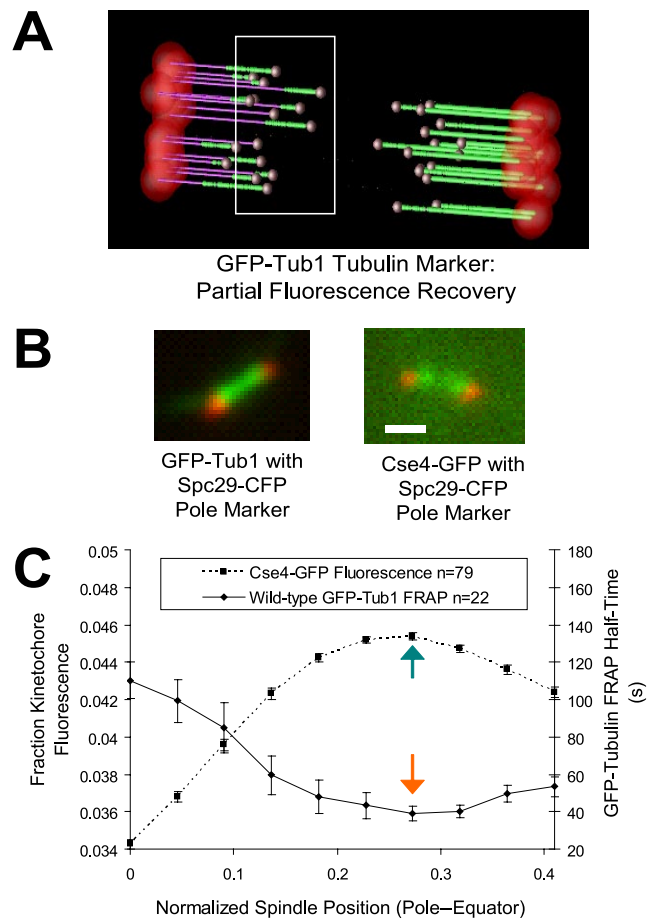 A
GFP-Tub1 Tubulin Marker:
Partial Fluorescence Recovery
B
GFP-Tub1 with
Spc29-CFP
Pole Marker
Cse4-GFP with
Spc29-CFP
Pole Marker
C
Cse4-GFP Fluorescence n=79
Wild-type GFP-Tub1 FRAP n=22
Fraction Kinetochore
Fluorescence
0.05
0.048
0.046
0.044
0.042
0.04
0.038
0.036
0.034
180
160
140
120
100
80
60
40
20
GFP-Tubulin FRAP Half-Time
(s)
0
0.1
0.2
0.3
0.4
Normalized Spindle Position (Pole–Equator)